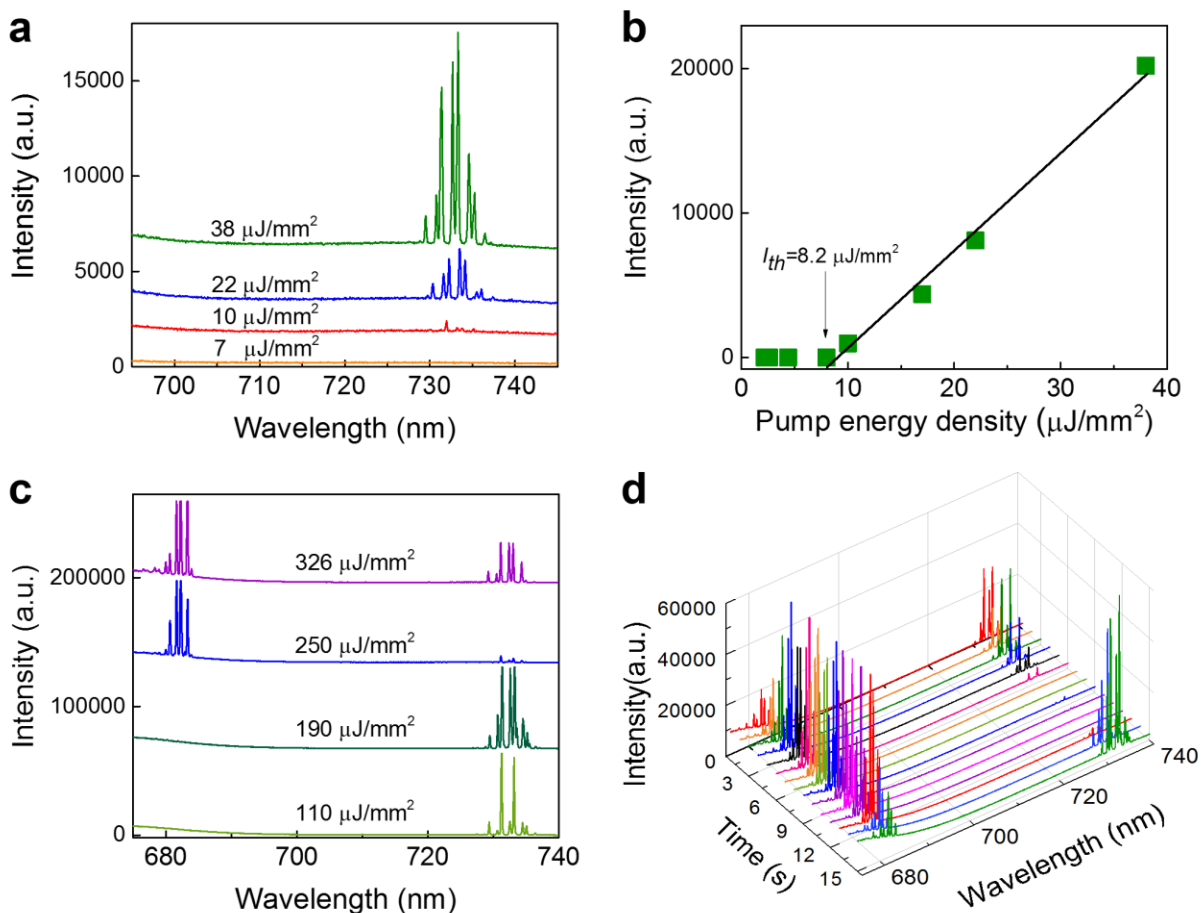 a
Intensity (a.u.)
15000
10000
5000
0
38 μJ/mm²
22 μJ/mm²
10 μJ/mm²
7 μJ/mm²
700 710 720 730 740
Wavelength (nm)
b
Intensity (a.u.)
20000
10000
0
I_th=8.2 μJ/mm²
0 10 20 30 40
Pump energy density (μJ/mm²)
c
Intensity (a.u.)
200000
100000
0
326 μJ/mm²
250 μJ/mm²
190 μJ/mm²
110 μJ/mm²
680 700 720 740
Wavelength (nm)
d
Intensity(a.u.)
60000
40000
20000
0
3
6
9
12
15
Time (s)
680 700 720 740
Wavelength (nm)